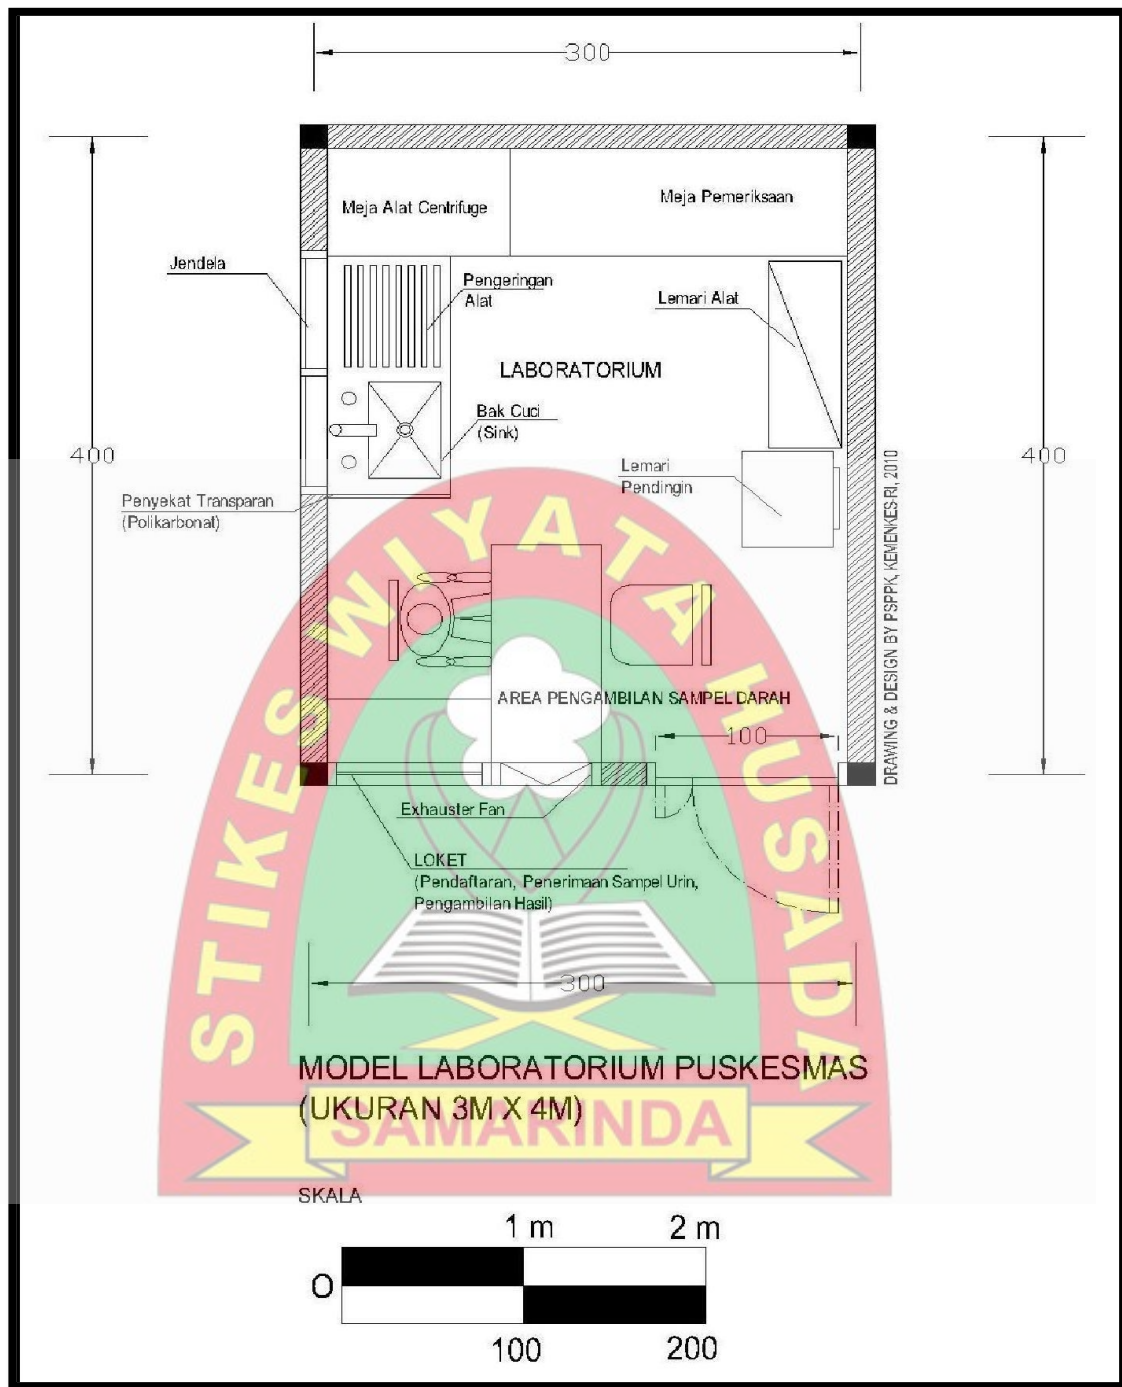 300
Meja Alat Centrifuge
Meja Pemeriksaan
Jendela
Pengeringan
Alat
Lemari Alat
LABORATORIUM
Bak Cuci
(Sink)
400
400
Lemari
Pendingin
Penyekat Transparan
(Polikarbonat)
DRAWING & DESIGN BY PSPPK, KEMENKES-RI, 2010
AREA PENGAMBILAN SAMPEL DARAH
100
Exhauster Fan
LOKET
(Pendaftaran, Penerimaan Sampel Urin,
Pengambilan Hasil)
300
STIKES WIYATA HUSADA
SAMARINDA
MODEL LABORATORIUM PUSKESMAS
(UKURAN 3M X 4M)
SKALA
1 m 2 m
O
100 200